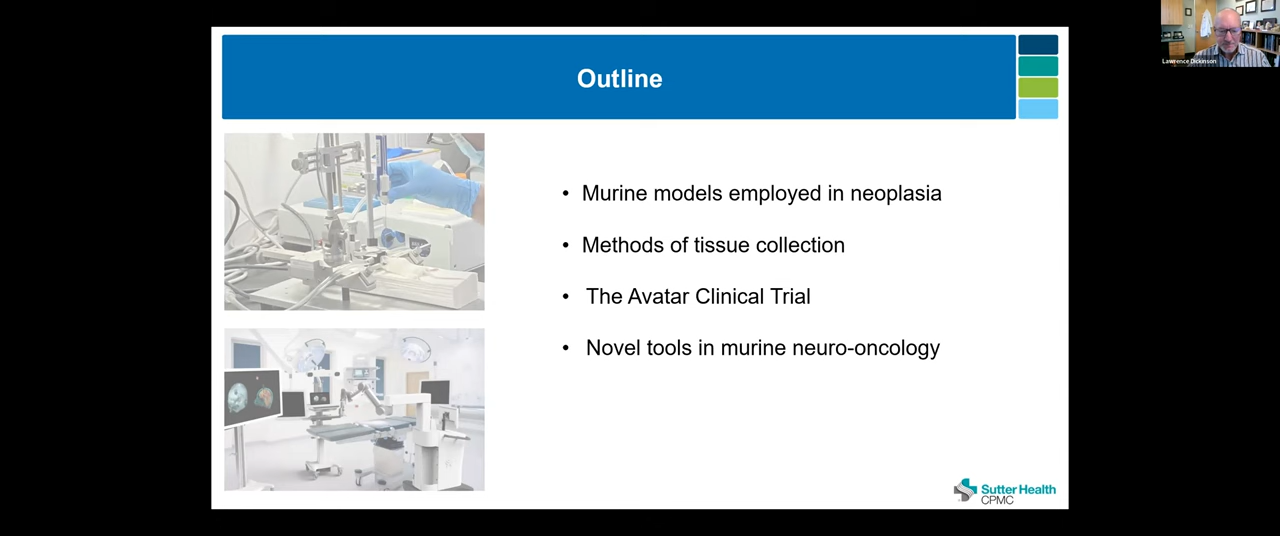 Outline
Lawrence Dickinson
• Murine models employed in neoplasia
• Methods of tissue collection
• The Avatar Clinical Trial
• Novel tools in murine neuro-oncology
Sutter Health
CPMC